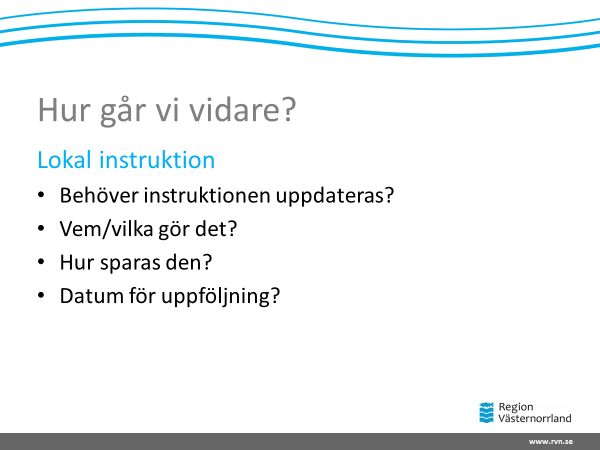 Hur går vi vidare?
Lokal instruktion
• Behöver instruktionen uppdateras?
• Vem/vilka gör det?
• Hur sparas den?
• Datum för uppföljning?
Region
Västernorrland
www.rvn.se